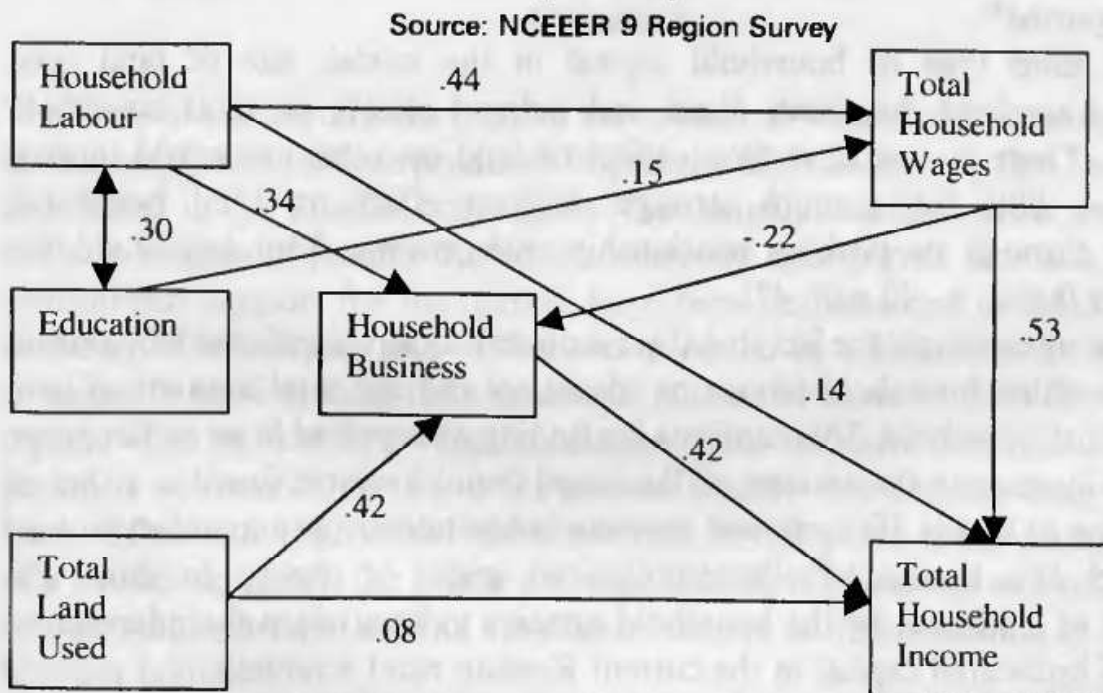 Source: NCEEER 9 Region Survey
Household
Labour
.44
Total
Household
Wages
.15
.34
.30
-.22
Education
Household
Business
.53
.14
.42
.42
Total
Land
Used
.08
Total
Household
Income